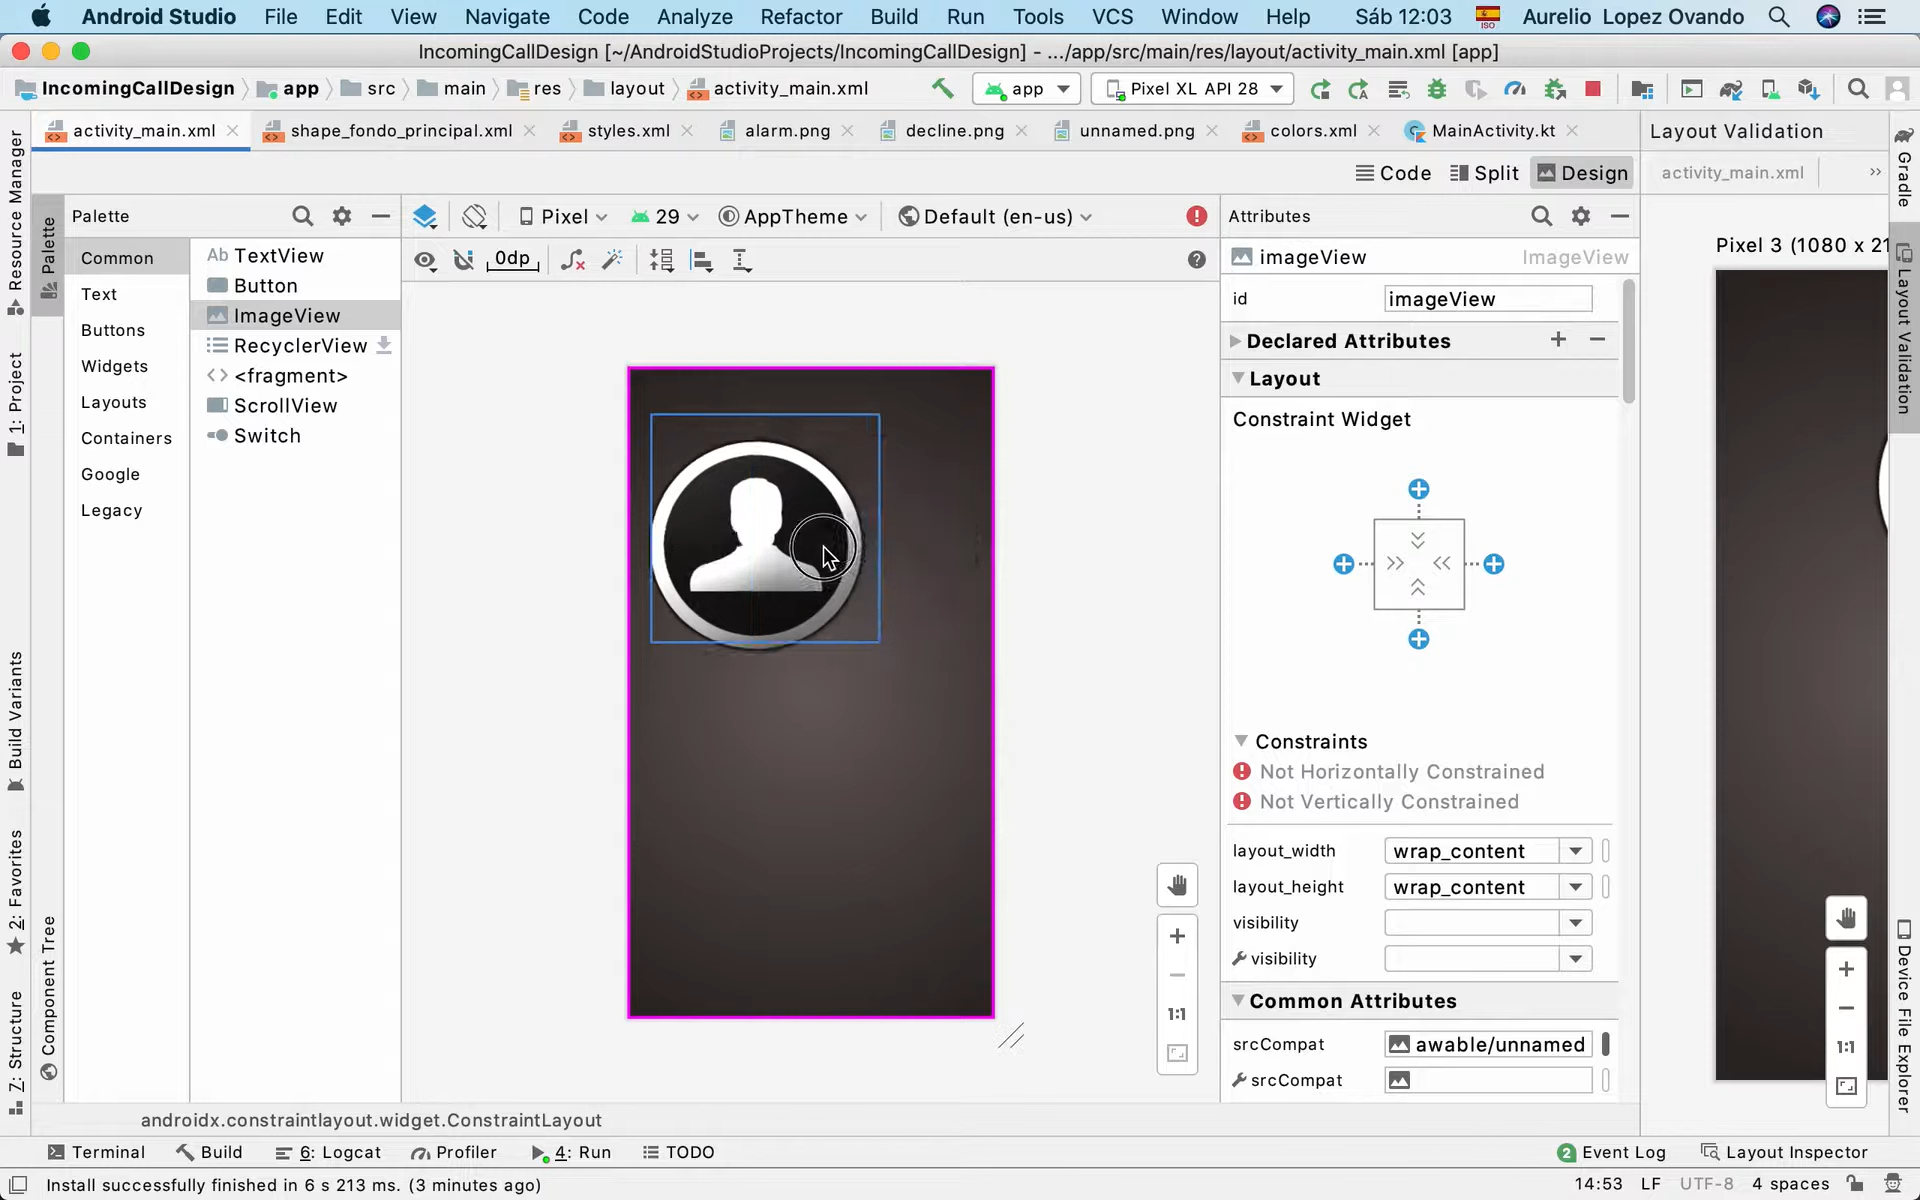 Android Studio File Edit View Navigate Code Analyze Refactor Build Run Tools VCS Window Help Sáb 12:03 ISO Aurelio Lopez Ovando
IncomingCallDesign [~/AndroidStudioProjects/IncomingCallDesign] - .../app/src/main/res/layout/activity_main.xml [app]
IncomingCallDesign app src main res layout activity_main.xml app Pixel XL API 28
activity_main.xml shape_fondo_principal.xml styles.xml alarm.png decline.png unnamed.png colors.xml MainActivity.kt Layout Validation
Code Split Design activity_main.xml »
Palette Pixel 29 AppTheme Default (en-us) Attributes
Common
Text
Buttons
Widgets
Layouts
Containers
Google
Legacy
Ab TextView
Button
ImageView
RecyclerView
<> <fragment>
ScrollView
Switch
0dp
imageView ImageView
id imageView
Declared Attributes
Layout
Constraint Widget
Constraints
Not Horizontally Constrained
Not Vertically Constrained
layout_width wrap_content
layout_height wrap_content
visibility
visibility
Common Attributes
srcCompat awable/unnamed
srcCompat
1:1
Pixel 3 (1080 x 21
1:1
Resource Manager
1: Project
Build Variants
2: Favorites
Z: Structure
Palette
Component Tree
Gradle
Layout Validation
Device File Explorer
androidx.constraintlayout.widget.ConstraintLayout
Terminal Build 6: Logcat Profiler 4: Run TODO 2 Event Log Layout Inspector
Install successfully finished in 6 s 213 ms. (3 minutes ago) 14:53 LF UTF-8 4 spaces